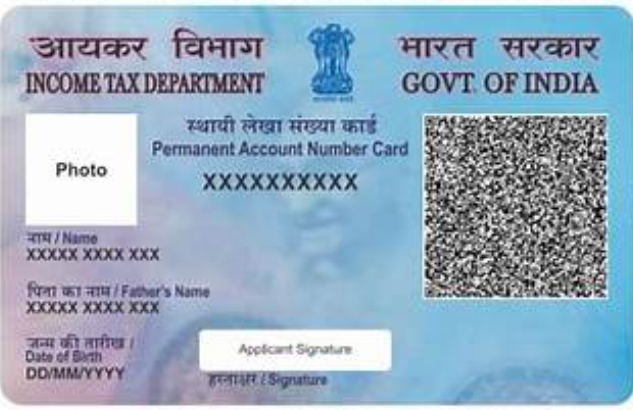 आयकर विभाग
INCOME TAX DEPARTMENT
भारत सरकार
GOVT. OF INDIA
स्थायी लेखा संख्या कार्ड
Permanent Account Number Card
XXXXXXXXXX
Photo
नाम / Name
XXXXX XXXX XXX
पिता का नाम / Father's Name
XXXXX XXXX XXX
जन्म की तारीख /
Date of Birth
DD/MM/YYYY
Applicant Signature
हस्ताक्षर / Signature